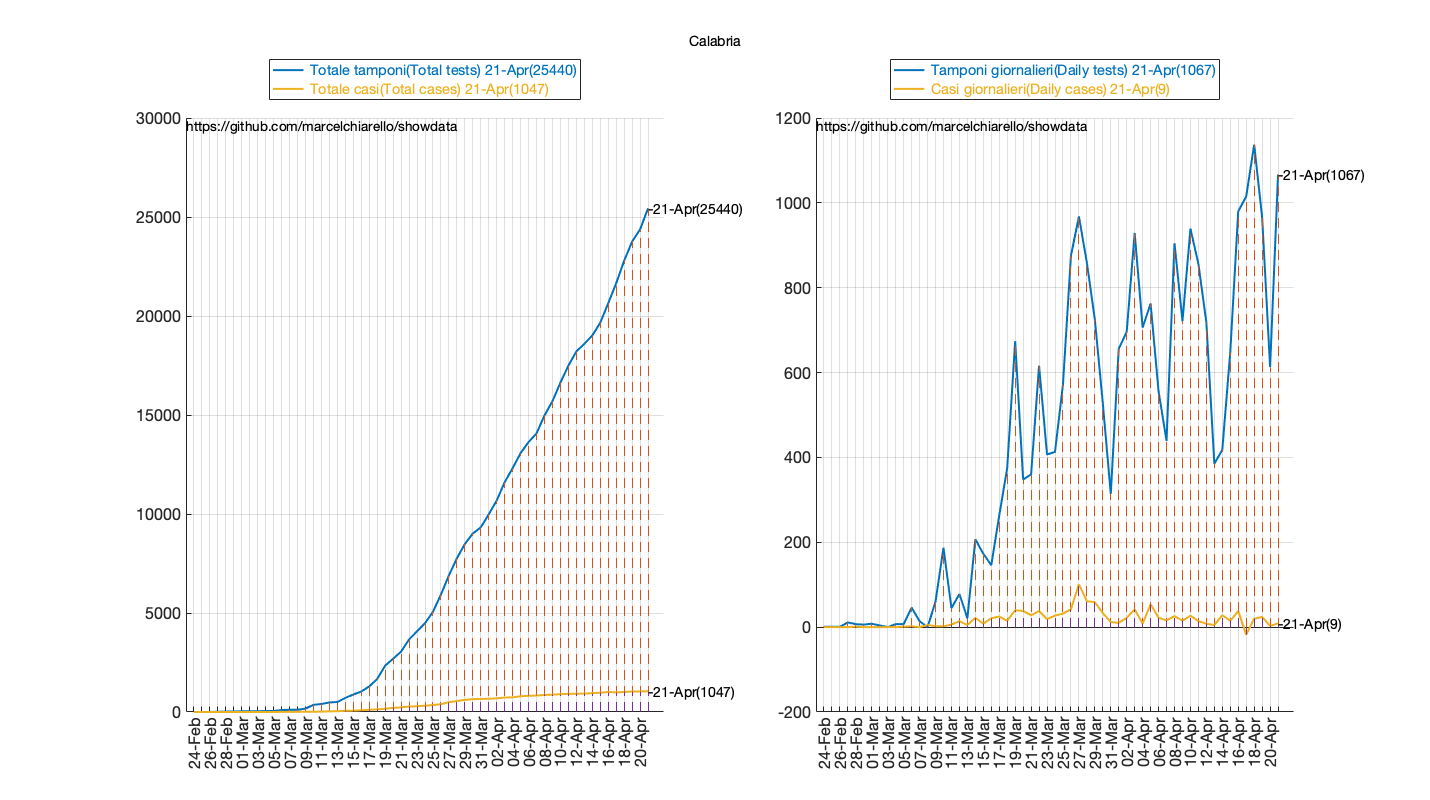 Calabria
Totale tamponi(Total tests) 21-Apr(25440)
Totale casi(Total cases) 21-Apr(1047)
https://github.com/marcelchiarello/showdata
30000
25000
20000
15000
10000
5000
0
21-Apr(25440)
21-Apr(1047)
24-Feb
26-Feb
28-Feb
01-Mar
03-Mar
05-Mar
07-Mar
09-Mar
11-Mar
13-Mar
15-Mar
17-Mar
19-Mar
21-Mar
23-Mar
25-Mar
27-Mar
29-Mar
31-Mar
02-Apr
04-Apr
06-Apr
08-Apr
10-Apr
12-Apr
14-Apr
16-Apr
18-Apr
20-Apr
Tamponi giornalieri(Daily tests) 21-Apr(1067)
Casi giornalieri(Daily cases) 21-Apr(9)
https://github.com/marcelchiarello/showdata
1200
1000
800
600
400
200
0
-200
21-Apr(1067)
21-Apr(9)
24-Feb
26-Feb
28-Feb
01-Mar
03-Mar
05-Mar
07-Mar
09-Mar
11-Mar
13-Mar
15-Mar
17-Mar
19-Mar
21-Mar
23-Mar
25-Mar
27-Mar
29-Mar
31-Mar
02-Apr
04-Apr
06-Apr
08-Apr
10-Apr
12-Apr
14-Apr
16-Apr
18-Apr
20-Apr